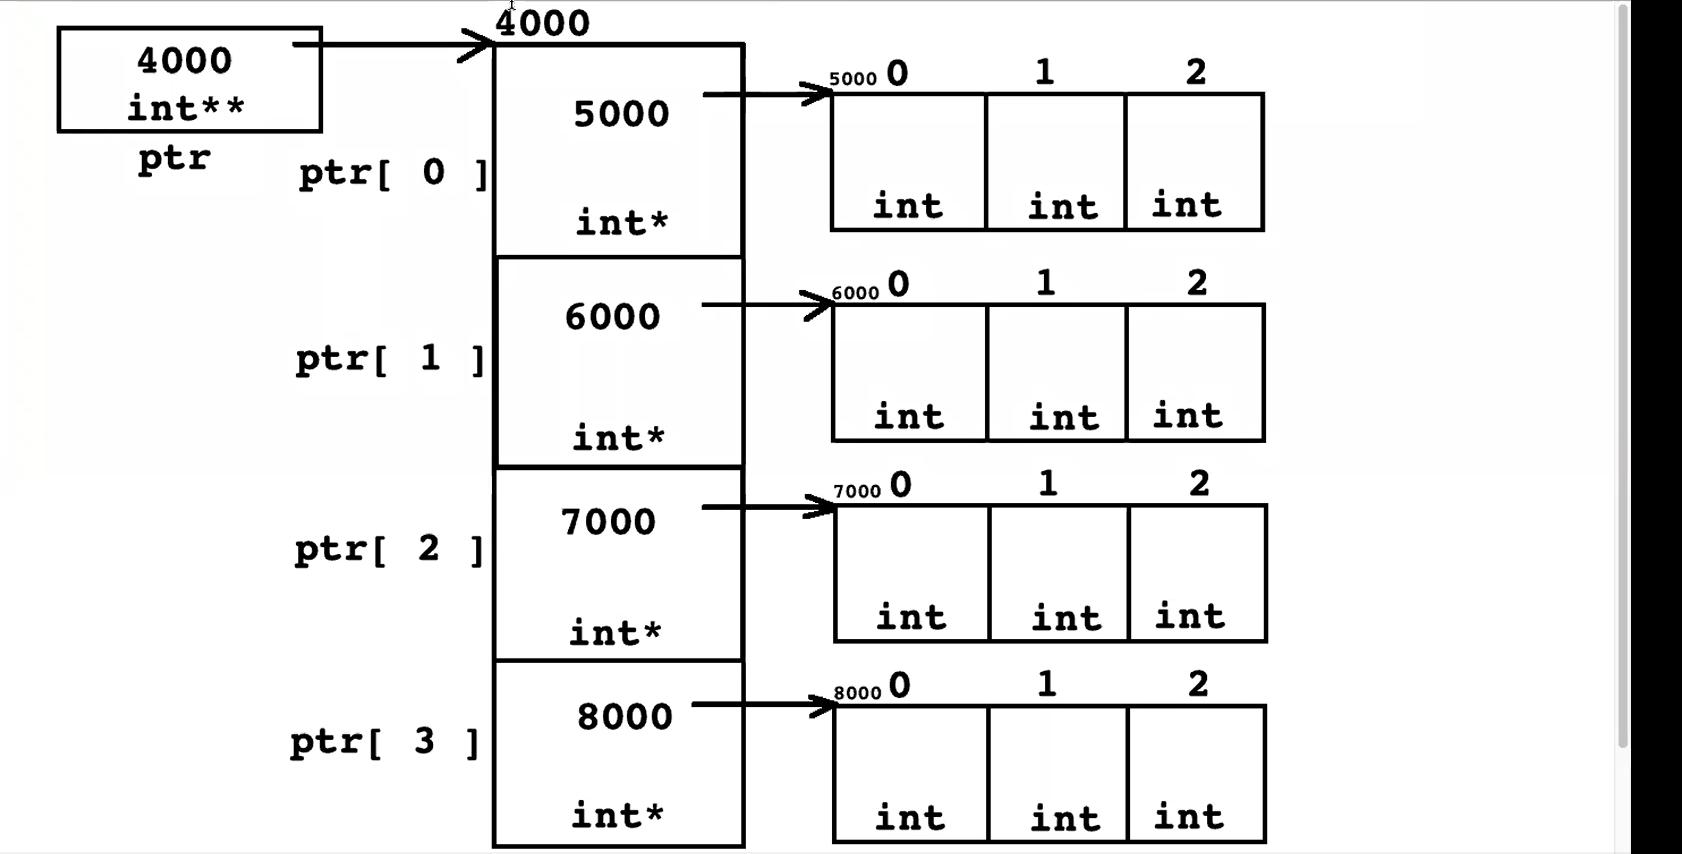 4000
4000
int**
ptr
ptr[ 0 ]
5000
int*
5000 0 1 2
int int int
ptr[ 1 ]
6000
int*
6000 0 1 2
int int int
ptr[ 2 ]
7000
int*
7000 0 1 2
int int int
ptr[ 3 ]
8000
int*
8000 0 1 2
int int int